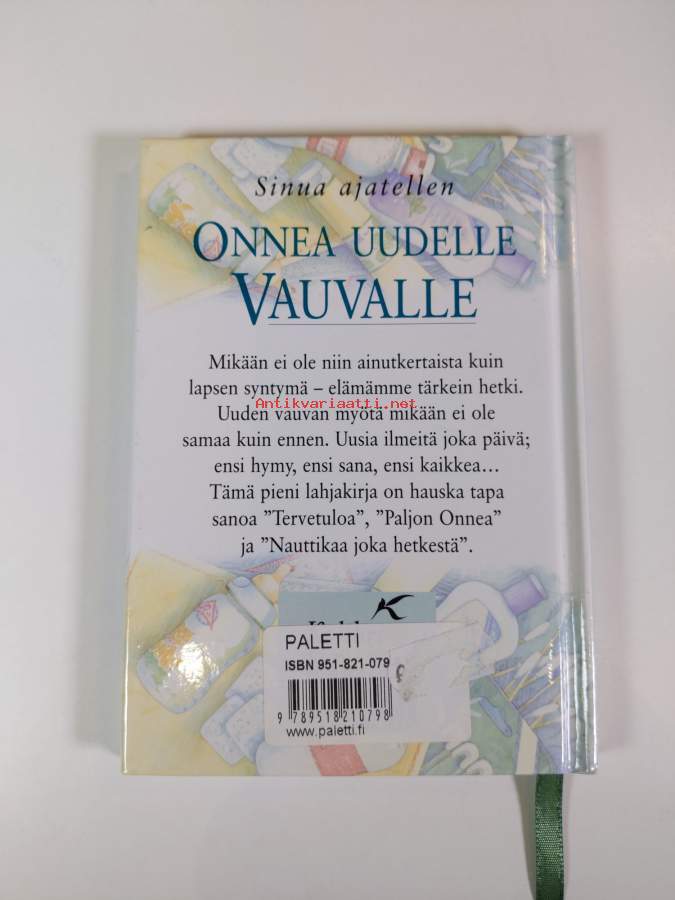 Sinua ajatellen
ONNEA UUDELLE
VAUVALLE
Mikään ei ole niin ainutkertaista kuin
lapsen syntymä – elämämme tärkein hetki.
Antikvariaatti.net
Uuden vauvan myötä mikään ei ole
samaa kuin ennen. Uusia ilmeitä joka päivä;
ensi hymy, ensi sana, ensi kaikkea…
Tämä pieni lahjakirja on hauska tapa
sanoa ”Tervetuloa”, ”Paljon Onnea”
ja ”Nauttikaa joka hetkestä”.
PALETTI
ISBN 951-821-079
9 789518 210798
www.paletti.fi